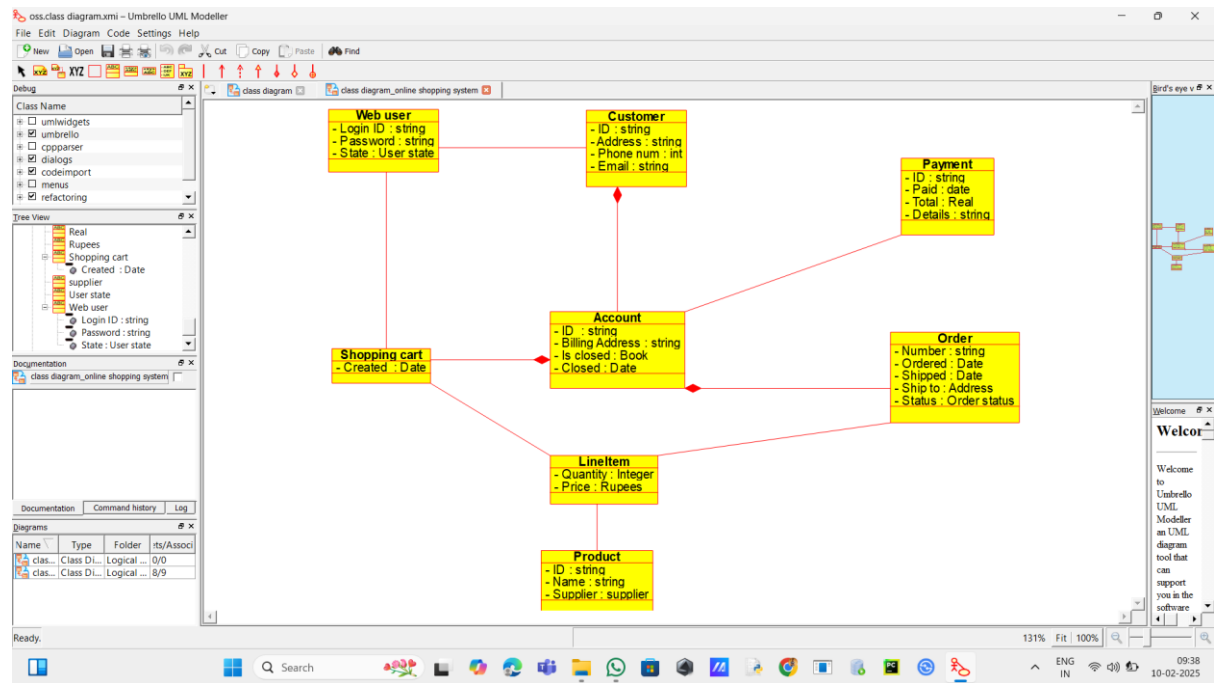 oss.class diagram.xmi – Umbrello UML Modeller
File Edit Diagram Code Settings Help
New Open Cut Copy Paste Find
XYZ
Debug
class diagram
class diagram_online shopping system
Bird's eye v
Class Name
umlwidgets
umbrello
cppparser
dialogs
codeimport
menus
refactoring
Tree View
Real
Rupees
Shopping cart
Created : Date
supplier
User state
Web user
Login ID : string
Password : string
State : User state
Documentation
class diagram_online shopping system
Documentation Command history Log
Diagrams
Name Type Folder ts/Associ
clas... Class Di... Logical ... 0/0
clas... Class Di... Logical ... 8/9
Web user
- Login ID : string
- Password : string
- State : User state
Customer
- ID : string
- Address : string
- Phone num : int
- Email : string
Payment
- ID : string
- Paid : date
- Total : Real
- Details : string
Account
- ID : string
- Billing Address : string
- Is closed : Book
- Closed : Date
Shopping cart
- Created : Date
Order
- Number : string
- Ordered : Date
- Shipped : Date
- Ship to : Address
- Status : Order status
LineItem
- Quantity : Integer
- Price : Rupees
Product
- ID : string
- Name : string
- Supplier : supplier
Welcome
Welcor
Welcome
to
Umbrello
UML
Modeller
an UML
diagram
tool that
can
support
you in the
software
Ready.
131% Fit 100%
Search
ENG
IN
09:38
10-02-2025